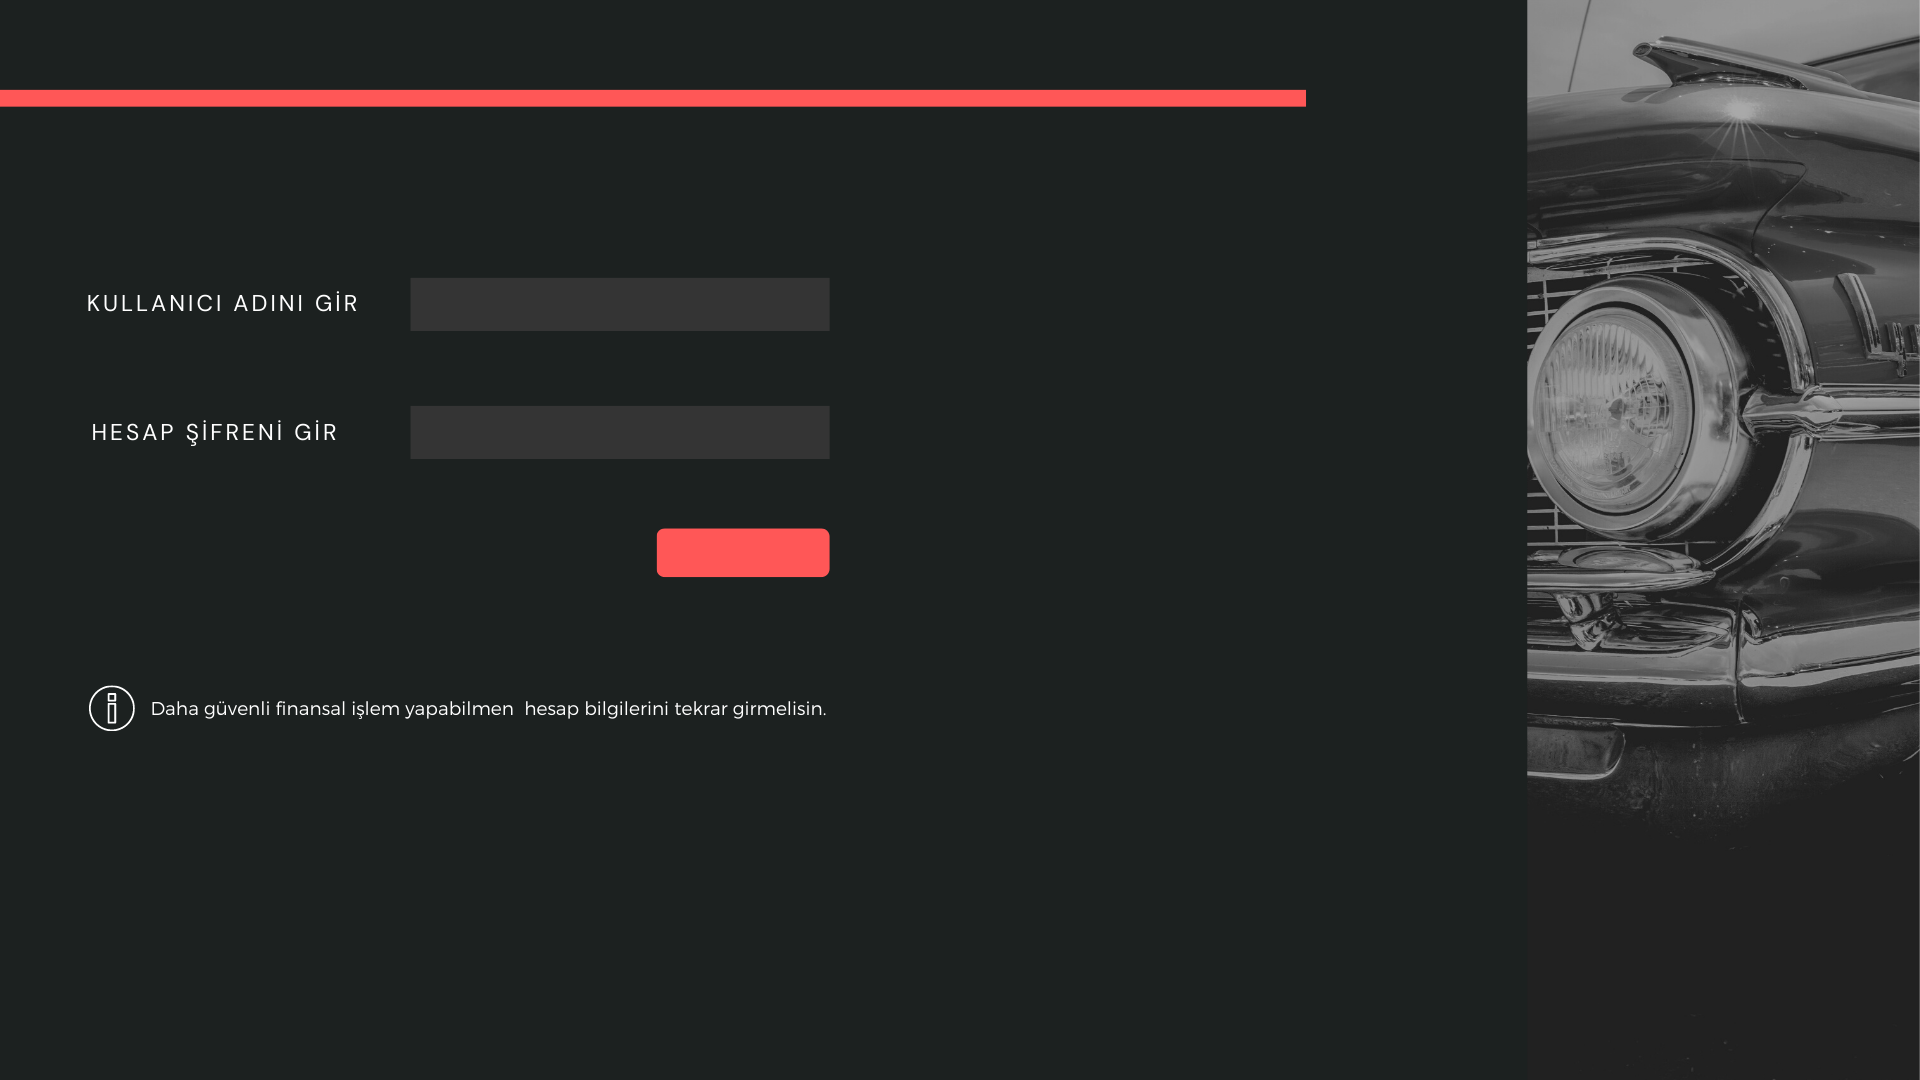 KULLANICI ADINI GİR
HESAP ŞİFRENİ GİR
Daha güvenli finansal işlem yapabilmen  hesap bilgilerini tekrar girmelisin.